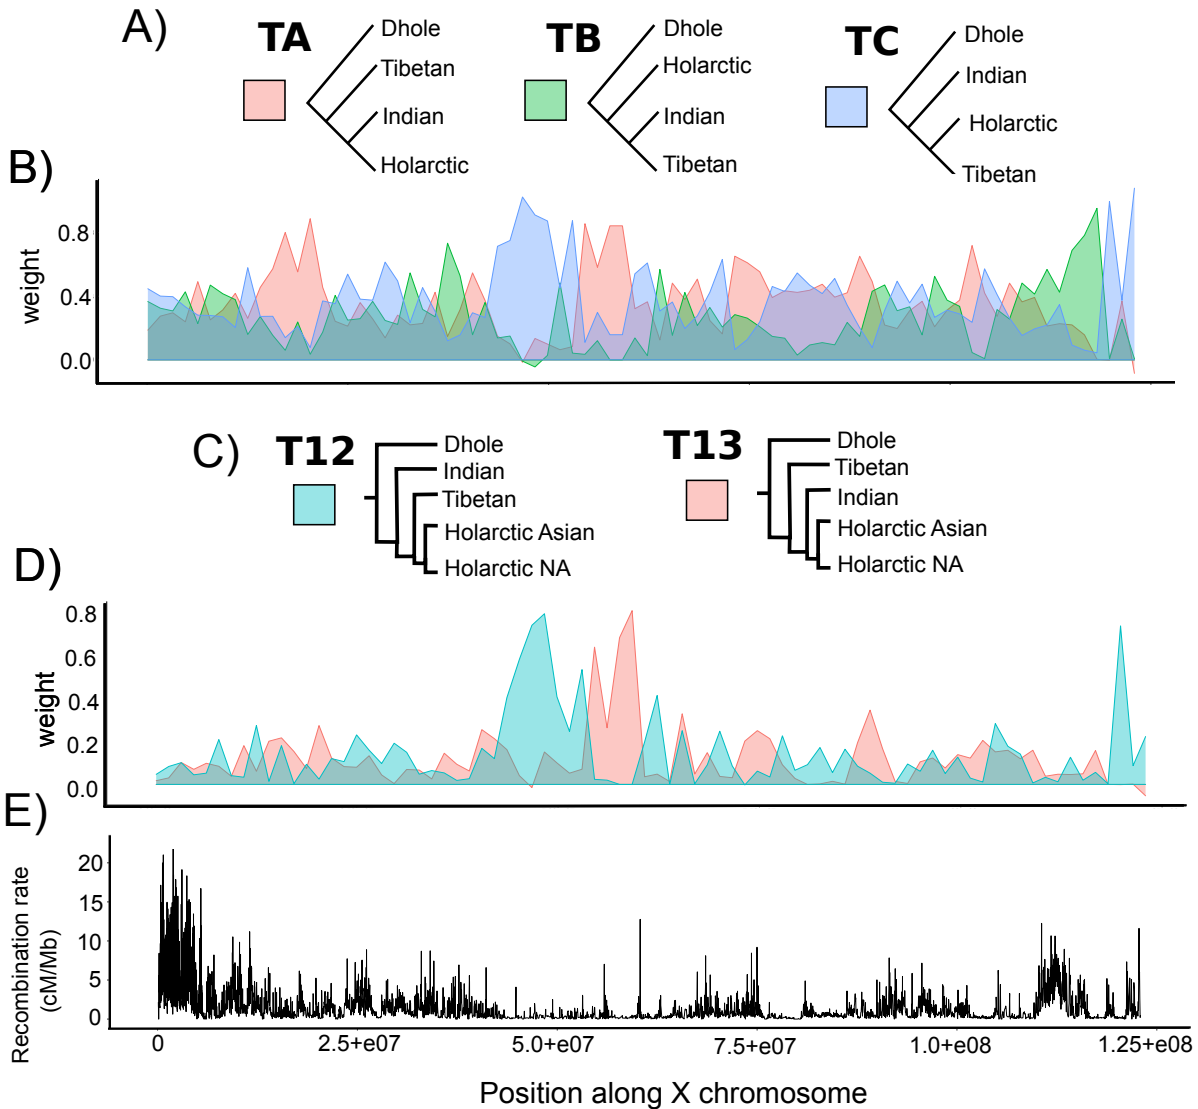 A)
TA
Dhole
Tibetan
Indian
Holarctic
TB
Dhole
Holarctic
Indian
Tibetan
TC
Dhole
Indian
Holarctic
Tibetan
B)
weight
0.8
0.4
0.0
C)
T12
Dhole
Indian
Tibetan
Holarctic Asian
Holarctic NA
T13
Dhole
Tibetan
Indian
Holarctic Asian
Holarctic NA
D)
weight
0.8
0.6
0.4
0.2
0.0
E)
Recombination rate
(cM/Mb)
20
15
10
5
0
0 2.5+e07 5.0+e07 7.5+e07 1.0+e08 1.25+e08
Position along X chromosome